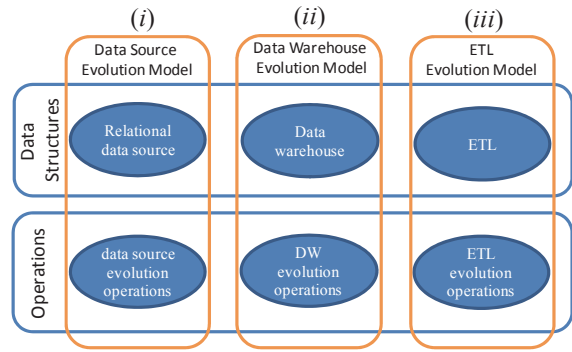 (i)
(ii)
(iii)
Data Source
Evolution Model
Data Warehouse
Evolution Model
ETL
Evolution Model
Data
Structures
Relational
data source
Data
warehouse
ETL
Operations
data source
evolution
operations
DW
evolution
operations
ETL
evolution
operations